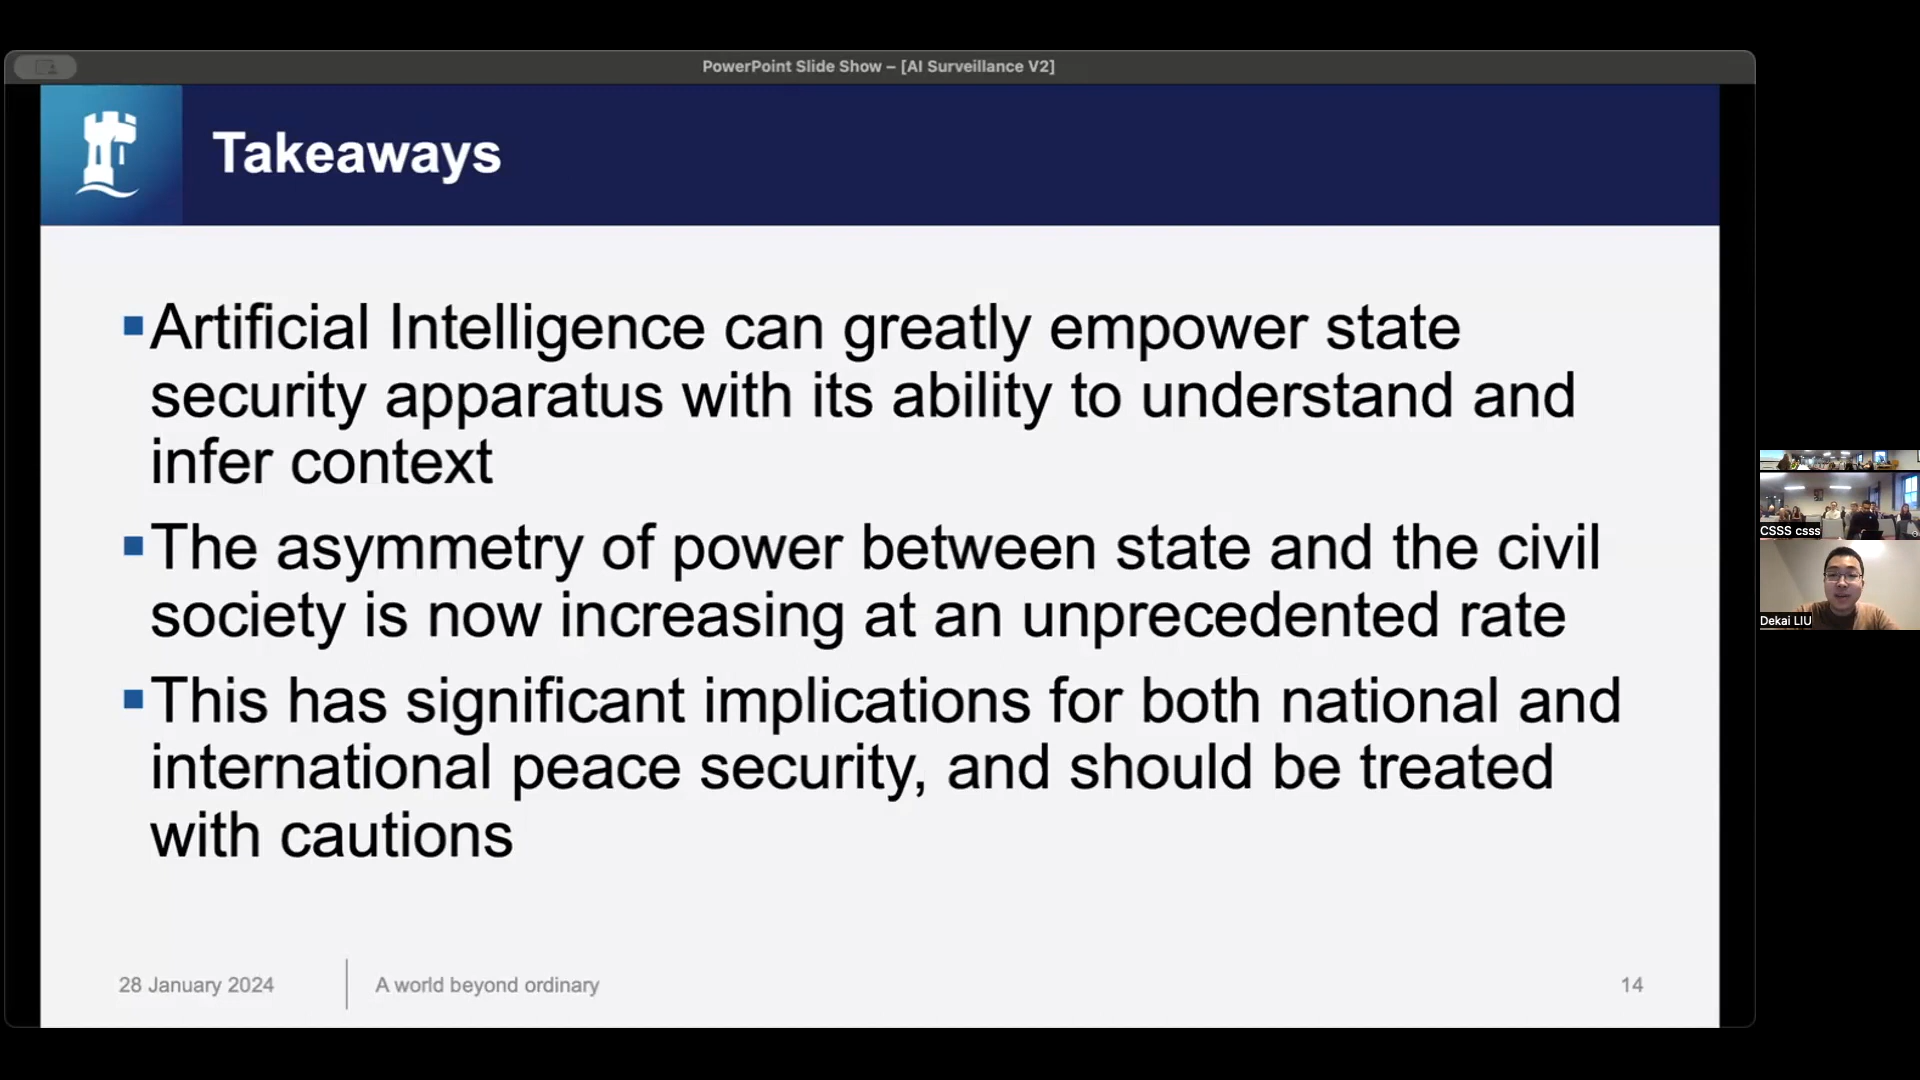 PowerPoint Slide Show – [AI Surveillance V2]
Takeaways
Artificial Intelligence can greatly empower state
security apparatus with its ability to understand and
infer context
The asymmetry of power between state and the civil
society is now increasing at an unprecedented rate
This has significant implications for both national and
international peace security, and should be treated
with cautions
28 January 2024
A world beyond ordinary
14
CSSS csss
Dekai LIU